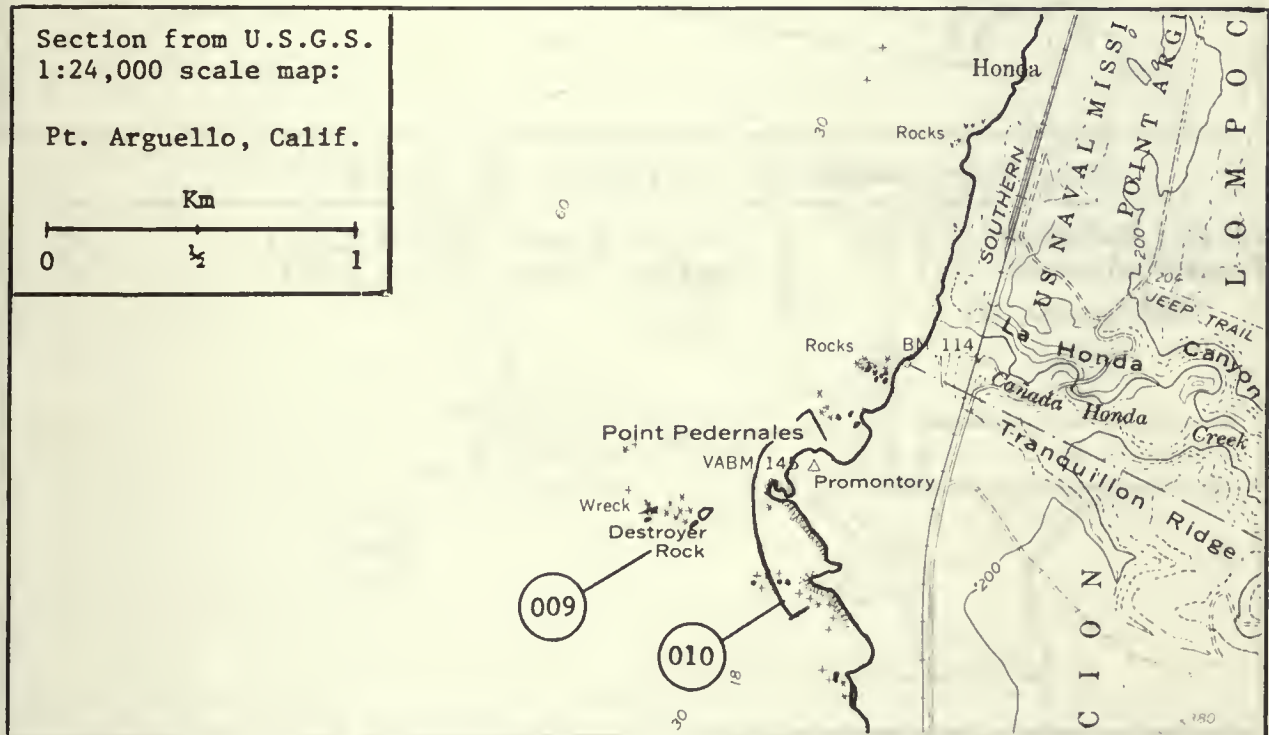 Section from U.S.G.S.
1:24,000 scale map:
Pt. Arguello, Calif.
Km
0 ½ 1
Honda
30
Rocks
60
SOUTHERN
US NAVAL MISSI
POINT ARG
LOMPOC
200
204
JEEP TRAIL
Rocks
BM 114
La Honda Canyon
Canada Honda Creek
Point Pedernales
VABM 145
Promontory
Tranquillon Ridge
Wreck
Destroyer
Rock
200
009
010
CION
18
30